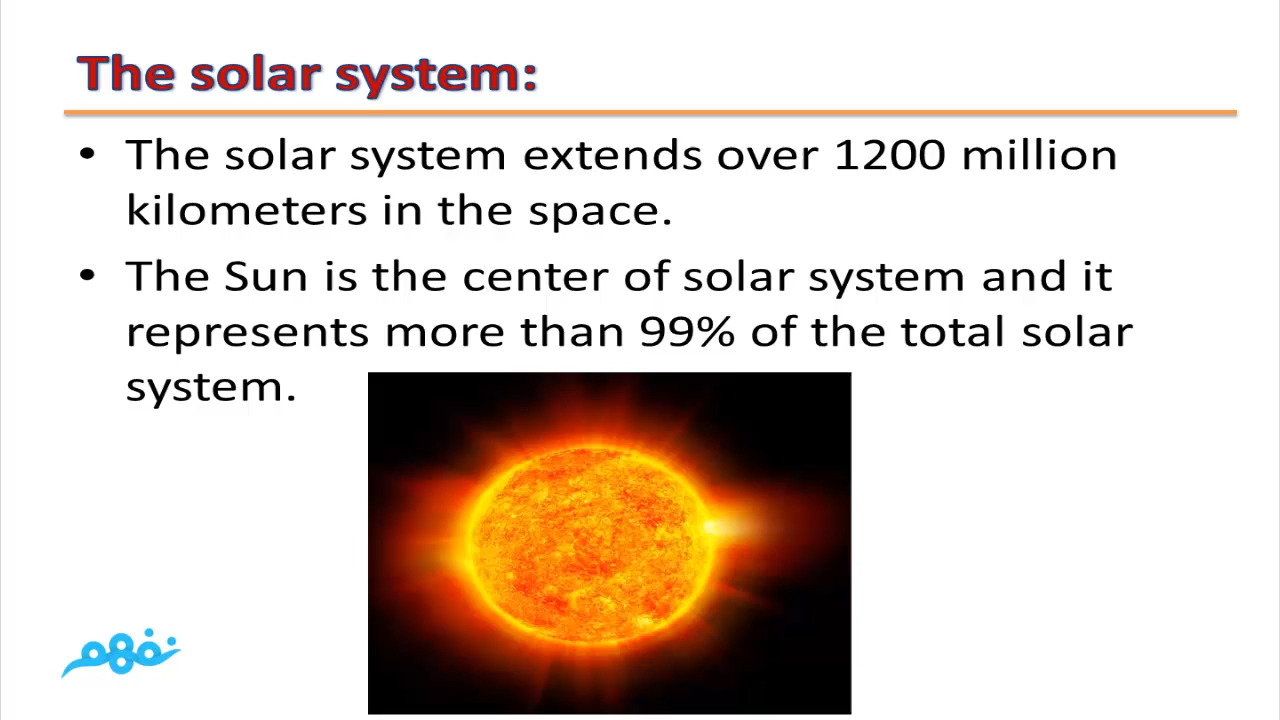 The solar system:
• The solar system extends over 1200 million
kilometers in the space.
• The Sun is the center of solar system and it
represents more than 99% of the total solar
system.
نفهم